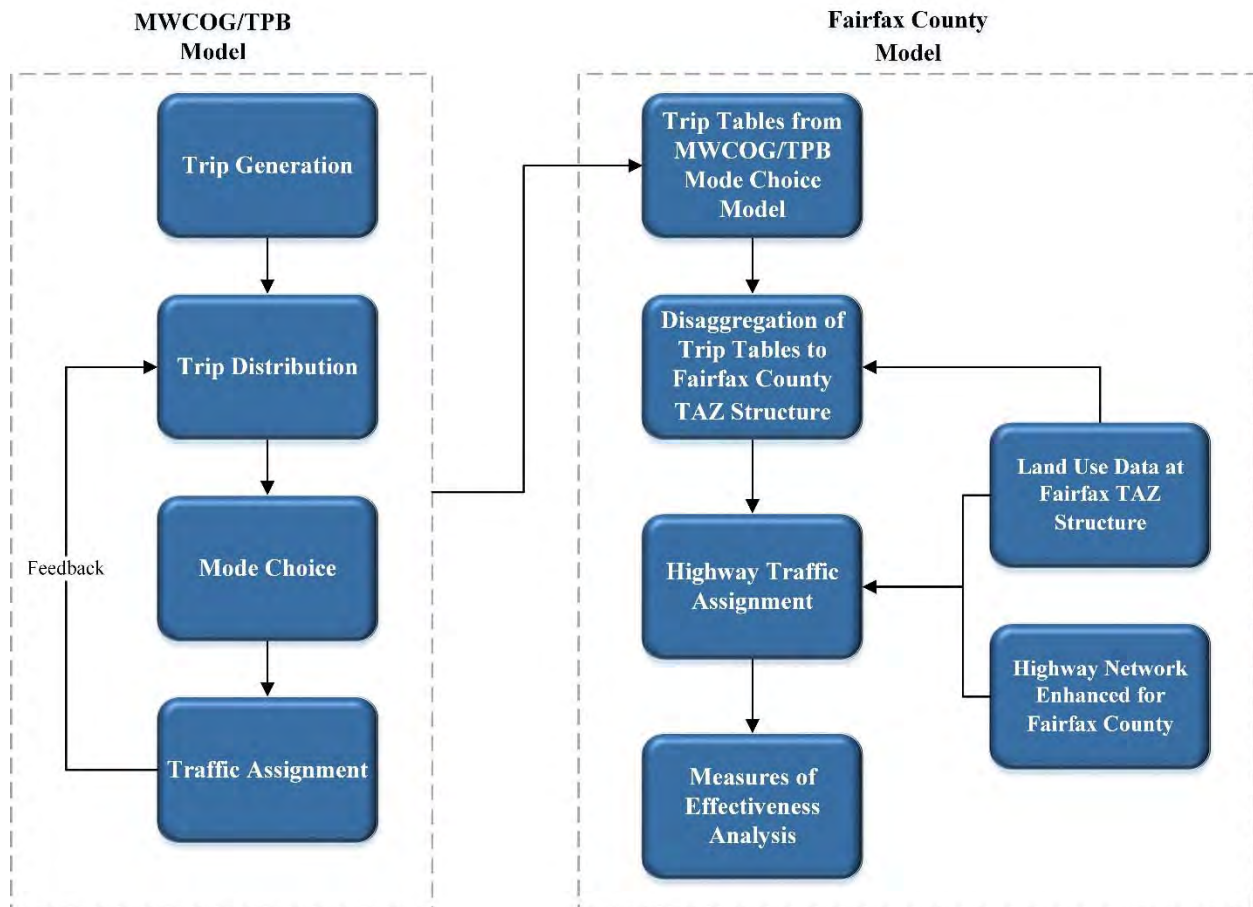 MWCOG/TPB
Model
Trip Generation
Trip Distribution
Mode Choice
Feedback
Traffic Assignment
Fairfax County
Model
Trip Tables from
MWCOG/TPB
Mode Choice
Model
Disaggregation of
Trip Tables to
Fairfax County
TAZ Structure
Land Use Data at
Fairfax TAZ
Structure
Highway Traffic
Assignment
Highway Network
Enhanced for
Fairfax County
Measures of
Effectiveness
Analysis